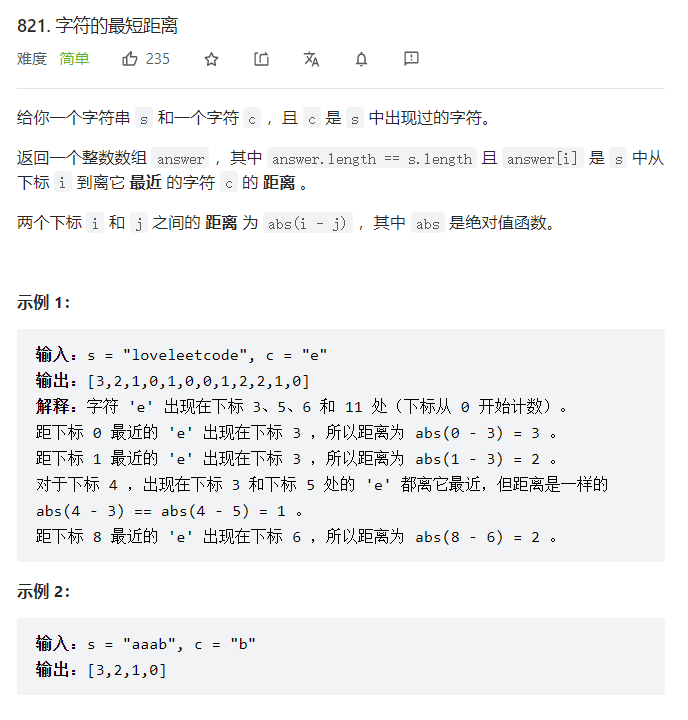 821. 字符的最短距离
难度 简单 235
给你一个字符串 s 和一个字符 c ，且 c 是 s 中出现过的字符。
返回一个整数数组 answer ，其中 answer.length == s.length 且 answer[i] 是 s 中从
下标 i 到离它 最近 的字符 c 的 距离 。
两个下标 i 和 j 之间的 距离 为 abs(i - j) ，其中 abs 是绝对值函数。
示例 1：
输入：s = "loveleetcode", c = "e"
输出：[3,2,1,0,1,0,0,1,2,2,1,0]
解释：字符 'e' 出现在下标 3、5、6 和 11 处（下标从 0 开始计数）。
距下标 0 最近的 'e' 出现在下标 3 ，所以距离为 abs(0 - 3) = 3 。
距下标 1 最近的 'e' 出现在下标 3 ，所以距离为 abs(1 - 3) = 2 。
对于下标 4 ，出现在下标 3 和下标 5 处的 'e' 都离它最近，但距离是一样的
abs(4 - 3) == abs(4 - 5) = 1 。
距下标 8 最近的 'e' 出现在下标 6 ，所以距离为 abs(8 - 6) = 2 。
示例 2：
输入：s = "aaab", c = "b"
输出：[3,2,1,0]